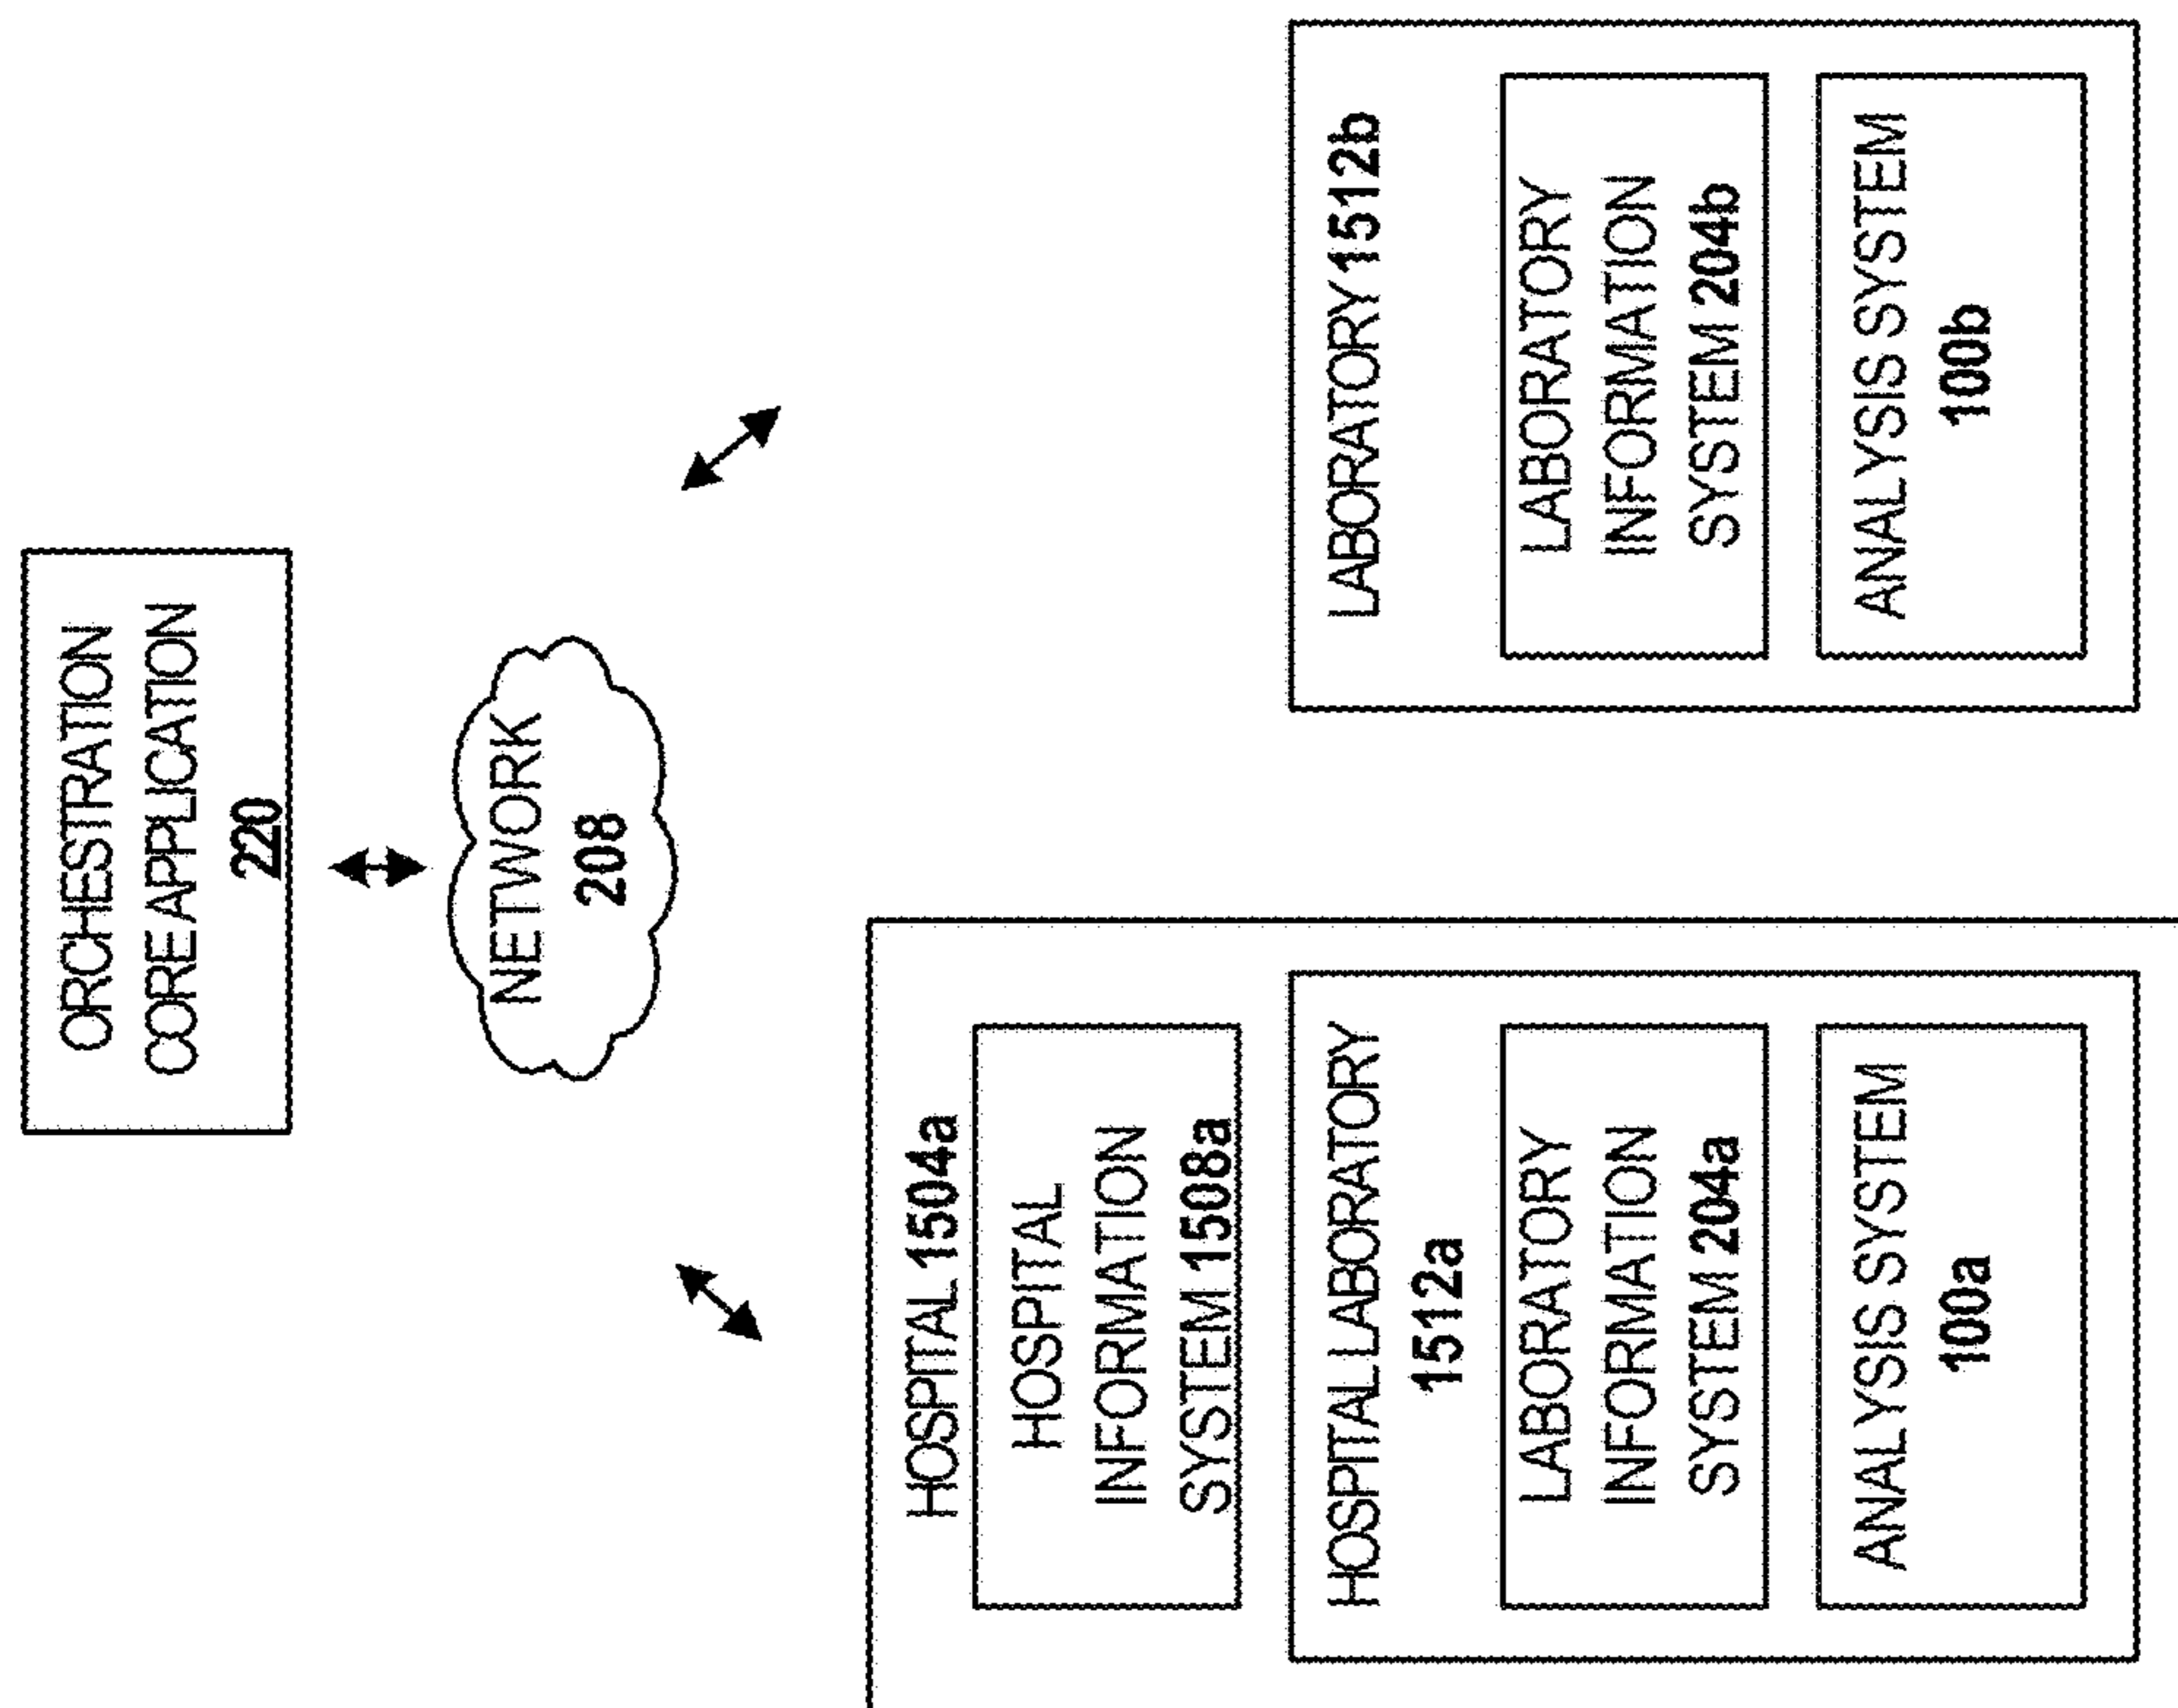 ORCHESTRATION
CORE APPLICATION
220
NETWORK
208
HOSPITAL 1504a
HOSPITAL
INFORMATION
SYSTEM 1508a
HOSPITAL LABORATORY
1512a
LABORATORY
INFORMATION
SYSTEM 204a
ANALYSIS SYSTEM
100a
LABORATORY 1512b
LABORATORY
INFORMATION
SYSTEM 204b
ANALYSIS SYSTEM
100b